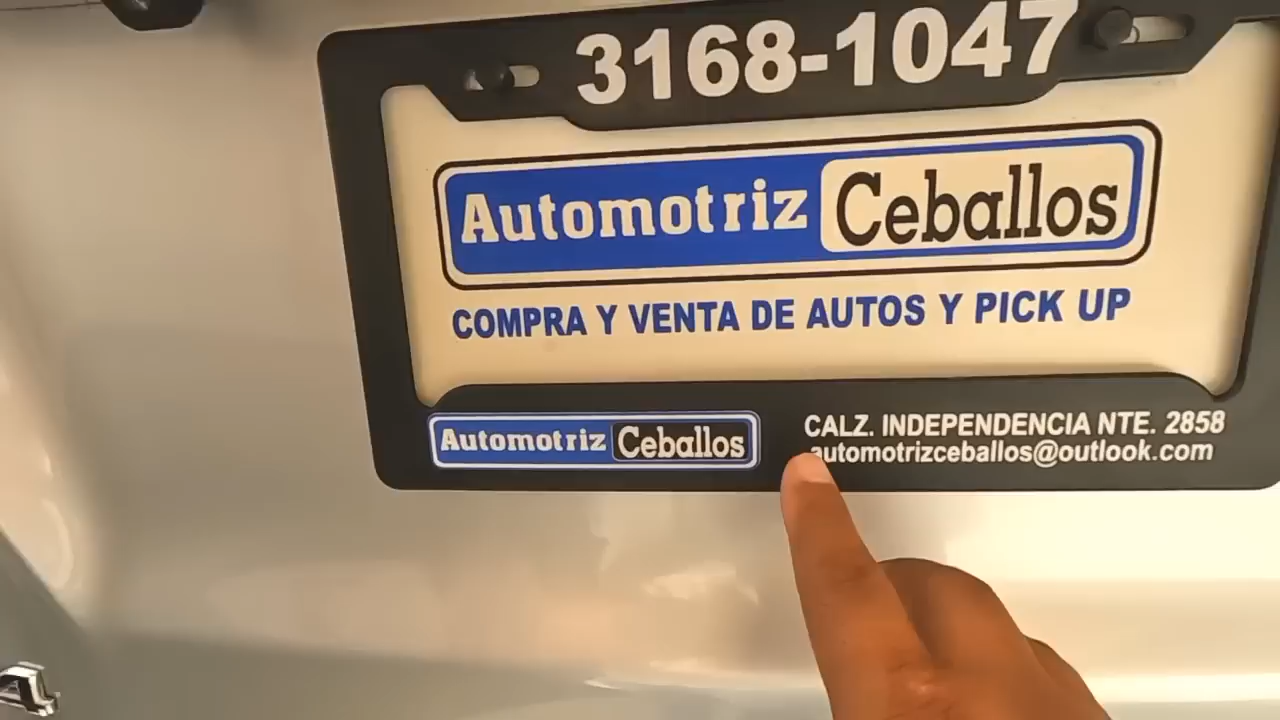 3168-1047
Automotriz Ceballos
COMPRA Y VENTA DE AUTOS Y PICK UP
Automotriz Ceballos
CALZ. INDEPENDENCIA NTE. 2858
automotrizceballos@outlook.com